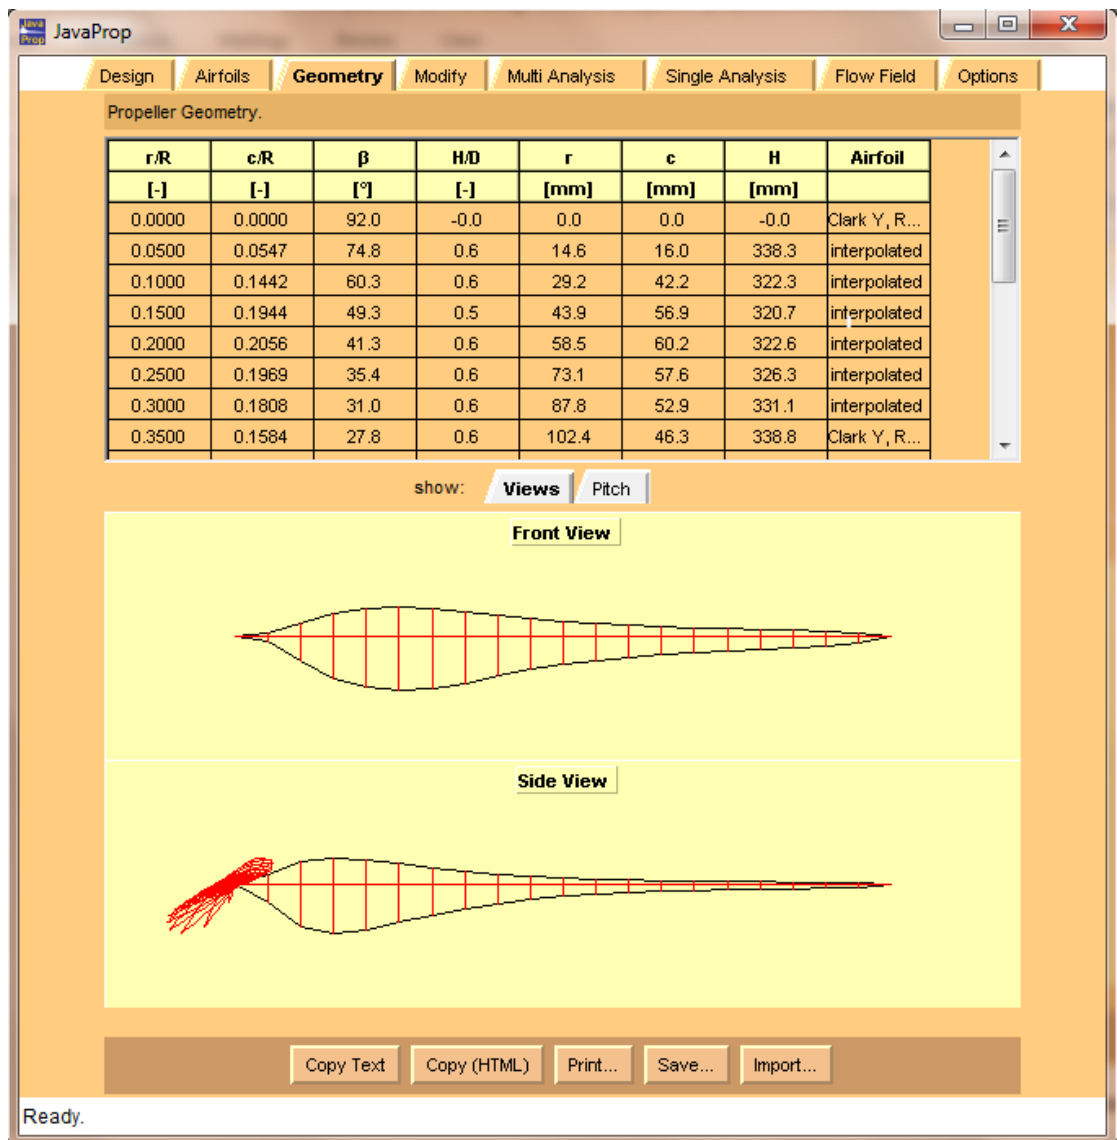 Java
Prop
JavaProp
Design Airfoils Geometry Modify Multi Analysis Single Analysis Flow Field Options
Propeller Geometry.
r/R c/R β H/D r c H Airfoil
[-] [-] [°] [-] [mm] [mm] [mm]
0.0000 0.0000 92.0 -0.0 0.0 0.0 -0.0 Clark Y, R...
0.0500 0.0547 74.8 0.6 14.6 16.0 338.3 interpolated
0.1000 0.1442 60.3 0.6 29.2 42.2 322.3 interpolated
0.1500 0.1944 49.3 0.5 43.9 56.9 320.7 interpolated
0.2000 0.2056 41.3 0.6 58.5 60.2 322.6 interpolated
0.2500 0.1969 35.4 0.6 73.1 57.6 326.3 interpolated
0.3000 0.1808 31.0 0.6 87.8 52.9 331.1 interpolated
0.3500 0.1584 27.8 0.6 102.4 46.3 338.8 Clark Y, R...
show: Views Pitch
Front View
Side View
Copy Text Copy (HTML) Print... Save... Import...
Ready.